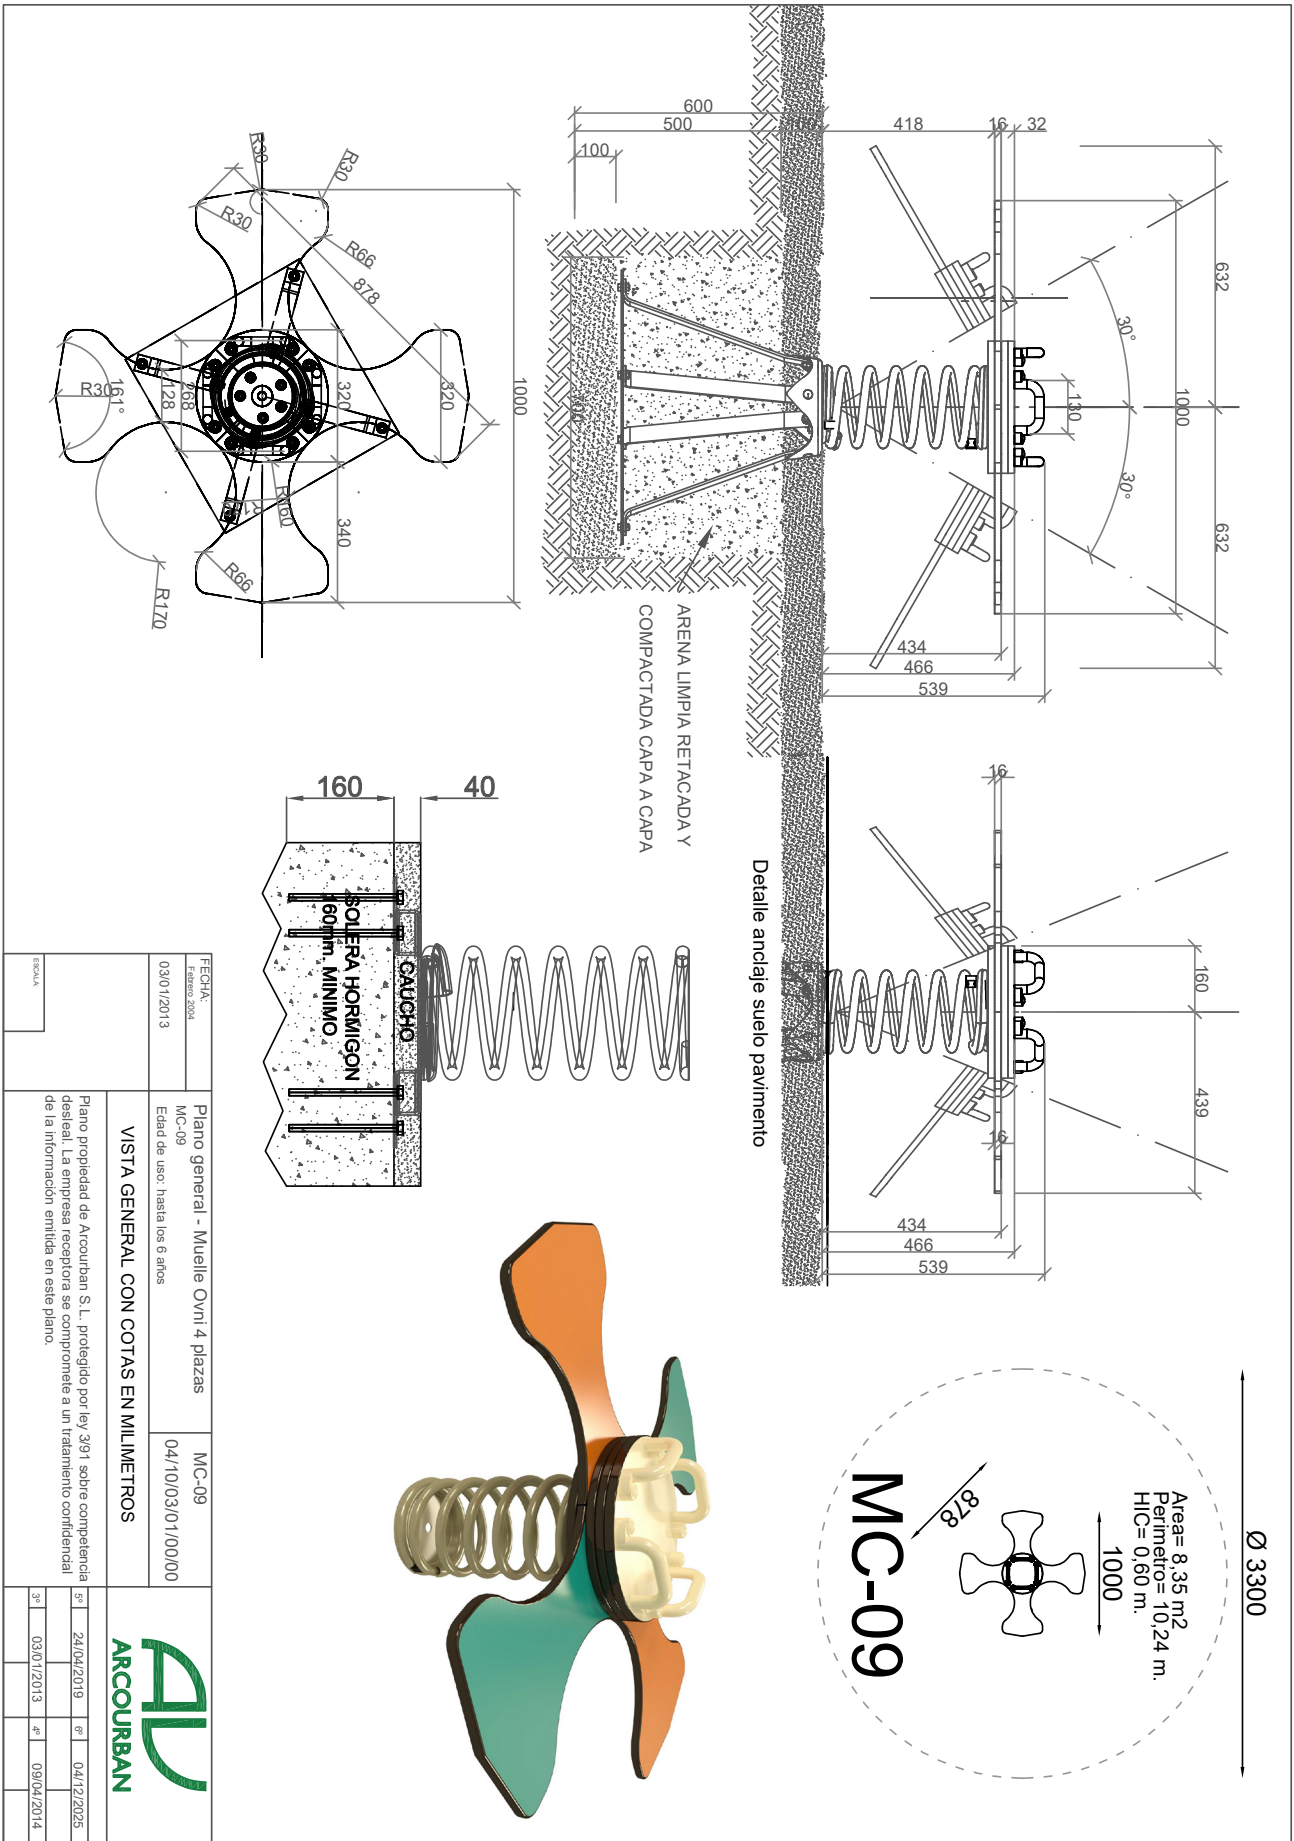 600
500
100
418
16
32
632
1000
30°
130
30°
632
434
466
539
ARENA LIMPIA RETACADA Y
COMPACTADA CAPA A CAPA
R30
R30
R30
R66
878
1000
320
320
268
128
161°
R30
R160
340
R66
R170
16
160
439
16
434
466
539
Detalle anclaje suelo pavimento
160
40
CAUCHO
SOLERA HORMIGON
160mm. MINIMO
Ø 3300
Area= 8,35 m2
Perimetro= 10,24 m.
HIC= 0,60 m.
1000
878
MC-09
FECHA:
Febrero 2004
03/01/2013
ESCALA:
Plano general - Muelle Ovni 4 plazas
MC-09
Edad de uso: hasta los 6 años
MC-09
04/10/03/01/00/00
VISTA GENERAL CON COTAS EN MILIMETROS
Plano propiedad de Arcourban S.L. protegido por ley 3/91 sobre competencia
desleal. La empresa receptora se compromete a un tratamiento confidencial
de la información emitida en este plano.
ARCOURBAN
5º 24/04/2019 6º 04/12/2025
3º 03/01/2013 4º 09/04/2014